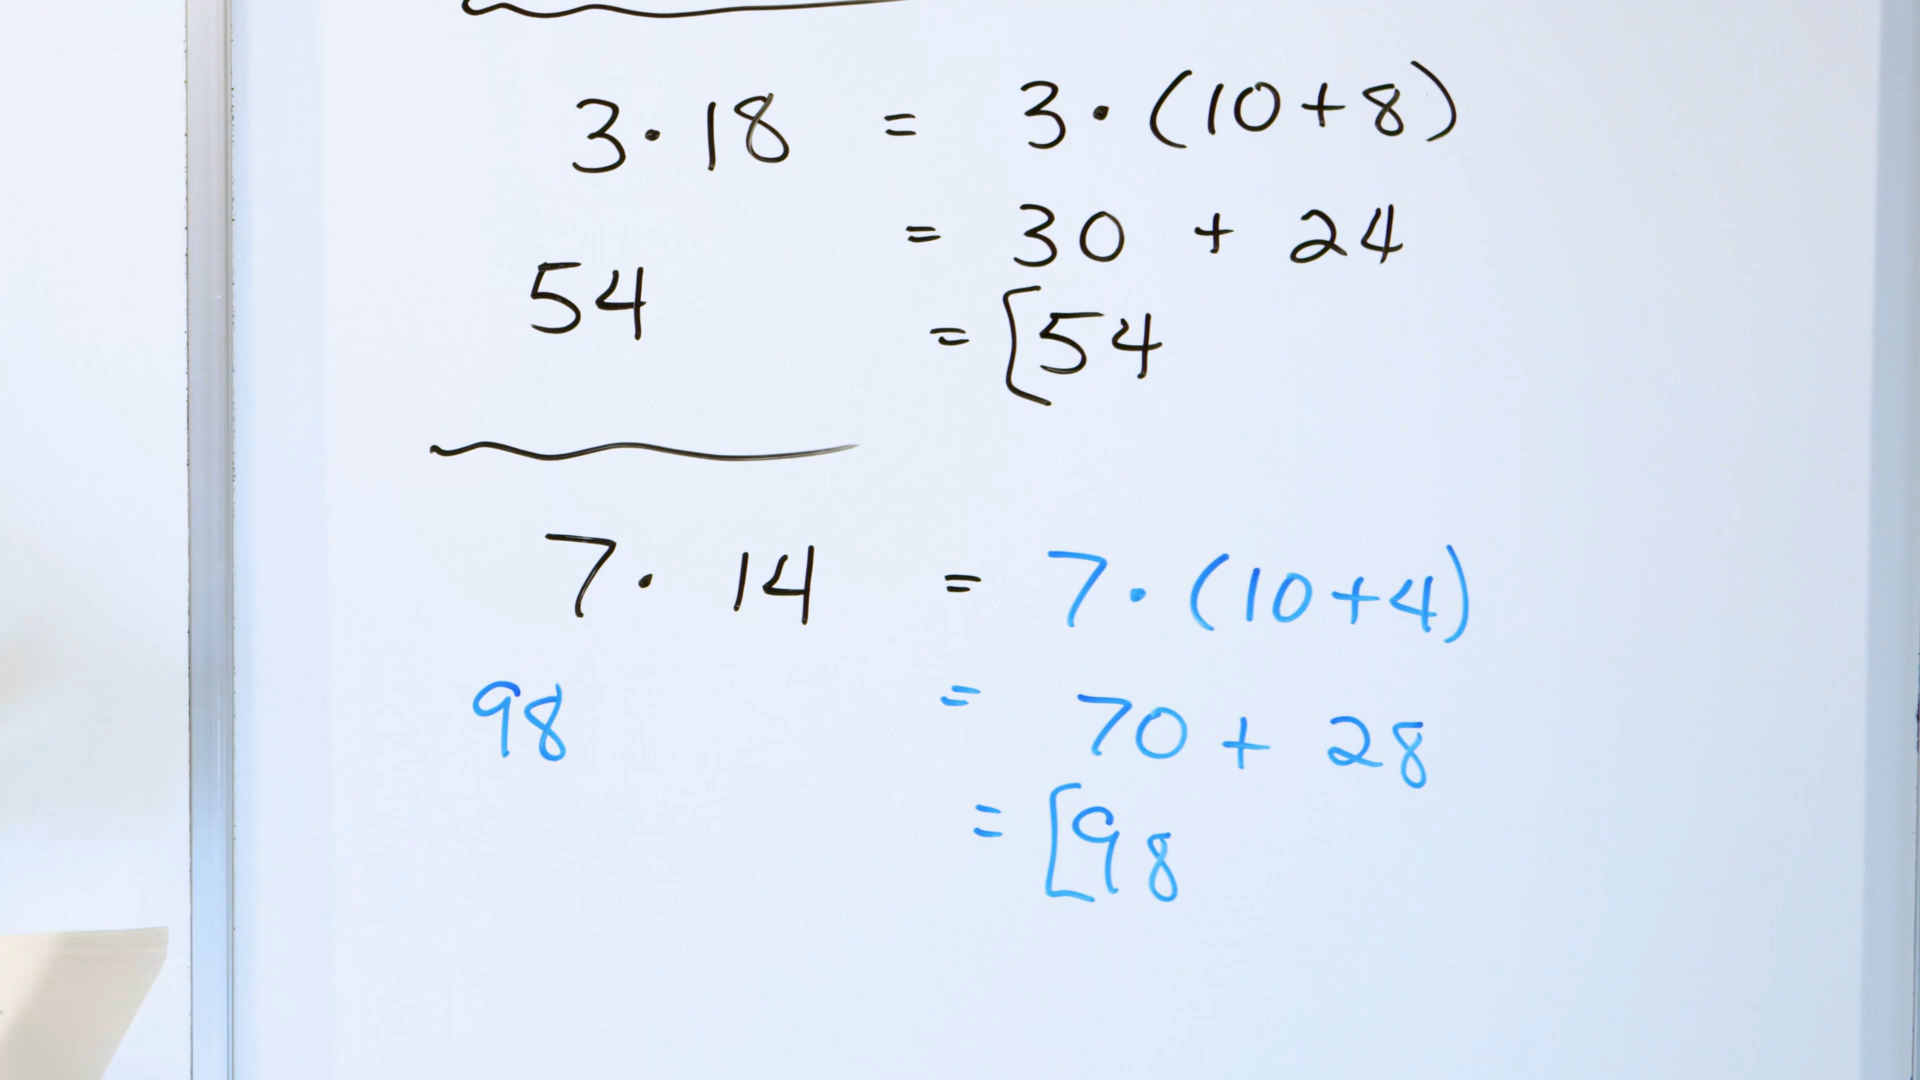 3 · 18 = 3 · (10 + 8)
= 30 + 24
54
= [54
7 · 14 = 7 · (10 + 4)
98
= 70 + 28
= [98